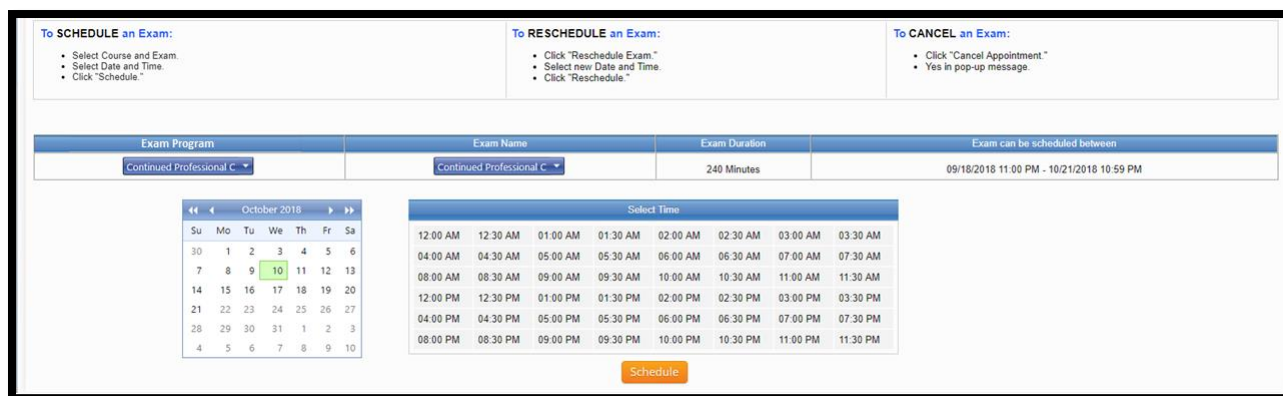 To SCHEDULE an Exam:
• Select Course and Exam.
• Select Date and Time.
• Click "Schedule."
To RESCHEDULE an Exam:
• Click "Reschedule Exam."
• Select new Date and Time.
• Click "Reschedule."
To CANCEL an Exam:
• Click "Cancel Appointment."
• Yes in pop-up message.
Exam Program Exam Name Exam Duration Exam can be scheduled between
Continued Professional C Continued Professional C 240 Minutes 09/18/2018 11:00 PM - 10/21/2018 10:59 PM
October 2018
Su Mo Tu We Th Fr Sa
30 1 2 3 4 5 6
7 8 9 10 11 12 13
14 15 16 17 18 19 20
21 22 23 24 25 26 27
28 29 30 31 1 2 3
4 5 6 7 8 9 10
Select Time
12:00 AM 12:30 AM 01:00 AM 01:30 AM 02:00 AM 02:30 AM 03:00 AM 03:30 AM
04:00 AM 04:30 AM 05:00 AM 05:30 AM 06:00 AM 06:30 AM 07:00 AM 07:30 AM
08:00 AM 08:30 AM 09:00 AM 09:30 AM 10:00 AM 10:30 AM 11:00 AM 11:30 AM
12:00 PM 12:30 PM 01:00 PM 01:30 PM 02:00 PM 02:30 PM 03:00 PM 03:30 PM
04:00 PM 04:30 PM 05:00 PM 05:30 PM 06:00 PM 06:30 PM 07:00 PM 07:30 PM
08:00 PM 08:30 PM 09:00 PM 09:30 PM 10:00 PM 10:30 PM 11:00 PM 11:30 PM
Schedule